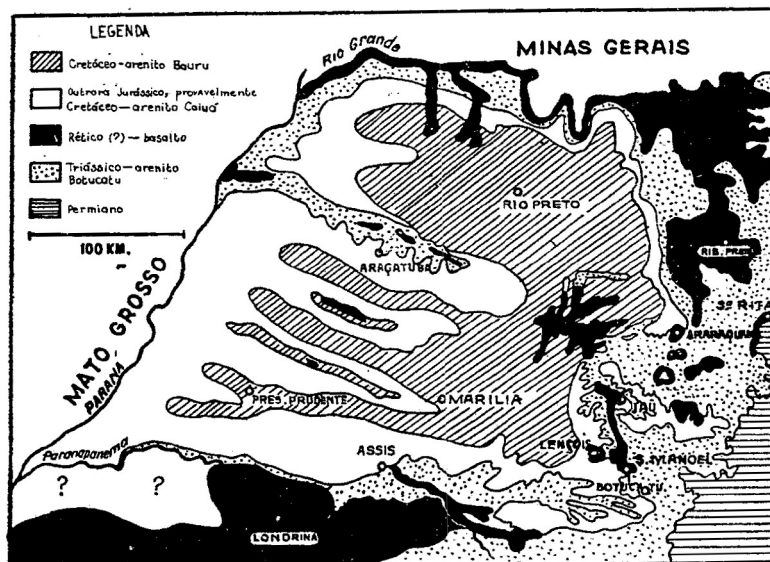 LEGENDA
Cretáceo-arenito Bauru
Outrora Jurássico, provavelmente
Cretáceo-arenito Caiuá
Rético (?) - basalto
Triássico-arenito
Botucatu
Permiano
100 KM.
RIO GRANDE
MINAS GERAIS
MATO GROSSO
PARANÁ
Paranapanema
RIO PRETO
ARAÇATUBA
RIB. PRETO
ARARAQUARA
PRES. PRUDENTE
MARILIA
JAÚ
LENÇOIS
S. MANOEL
BOTUCATU
ASSIS
LONDRINA
? ?